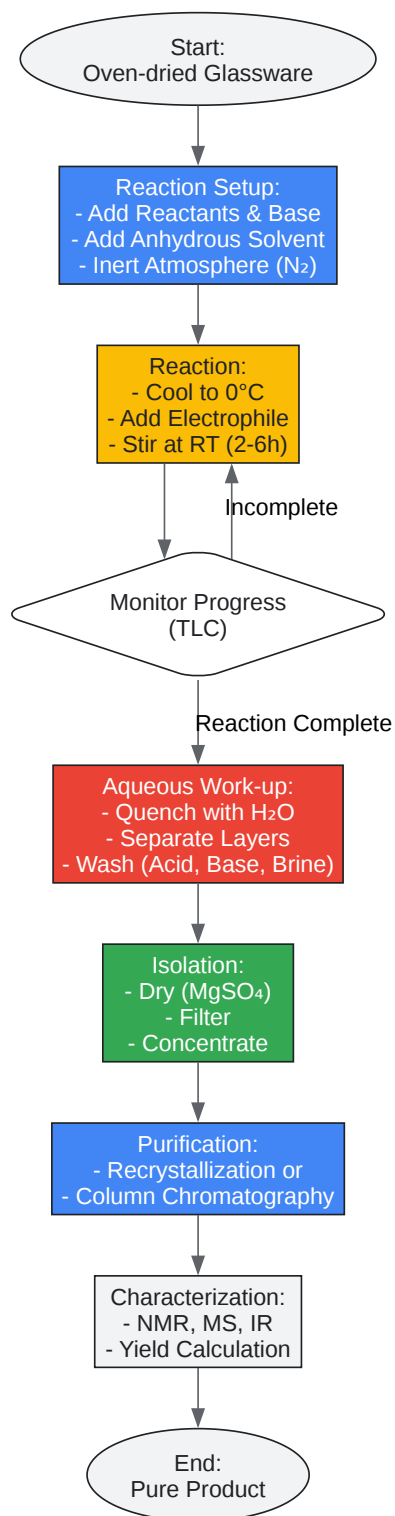 Start:
Oven-dried Glassware
Reaction Setup:
- Add Reactants & Base
- Add Anhydrous Solvent
- Inert Atmosphere (N₂)
Reaction:
- Cool to 0°C
- Add Electrophile
- Stir at RT (2-6h)
Incomplete
Monitor Progress
(TLC)
Reaction Complete
Aqueous Work-up:
- Quench with H₂O
- Separate Layers
- Wash (Acid, Base, Brine)
Isolation:
- Dry (MgSO₄)
- Filter
- Concentrate
Purification:
- Recrystallization or
- Column Chromatography
Characterization:
- NMR, MS, IR
- Yield Calculation
End:
Pure Product